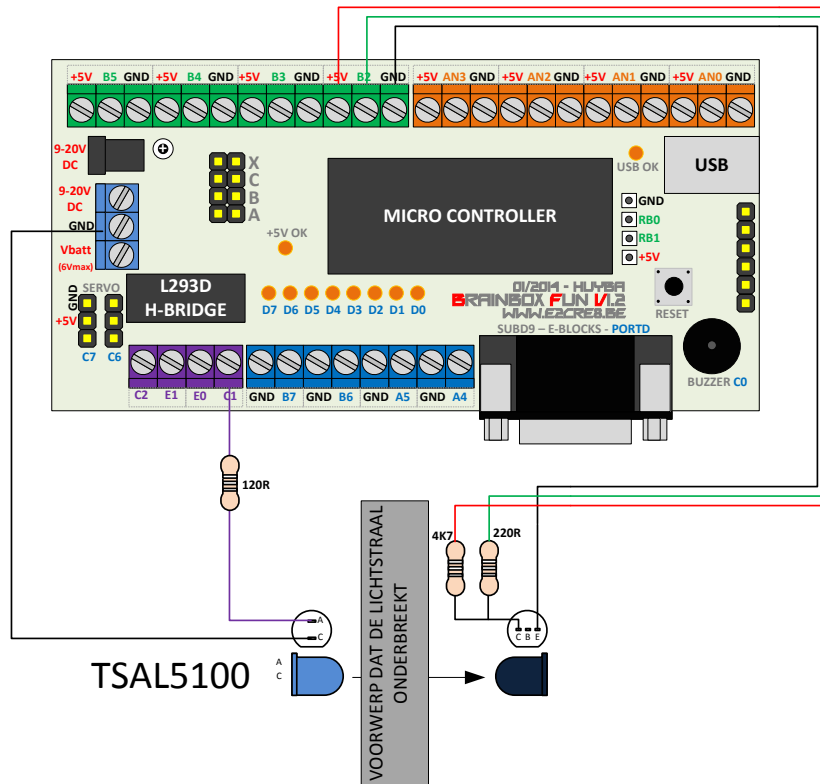 +5V B5 GND +5V B4 GND +5V B3 GND +5V B2 GND +5V AN3 GND +5V AN2 GND +5V AN1 GND +5V AN0 GND
9-20V
DC
X
C
B
A
USB OK
USB
MICRO CONTROLLER
9-20V
DC
GND
Vbatt
(6Vmax)
+5V OK
GND
RB0
RB1
+5V
SERVO
GND
+5V
C7 C6
L293D
H-BRIDGE
D7 D6 D5 D4 D3 D2 D1 D0
01/2014 - HUYBA
BRAINBOX FUN V1.2
WWW.E2CRE8.BE
SUBD9 – E-BLOCKS - PORTD
RESET
BUZZER C0
C2 E1 E0 C1 GND B7 GND B6 GND A5 GND A4
120R
4K7 220R
A
C
C B E
TSAL5100
A
C
VOORWERP DAT DE LICHTSTRAAL
ONDERBREEKT